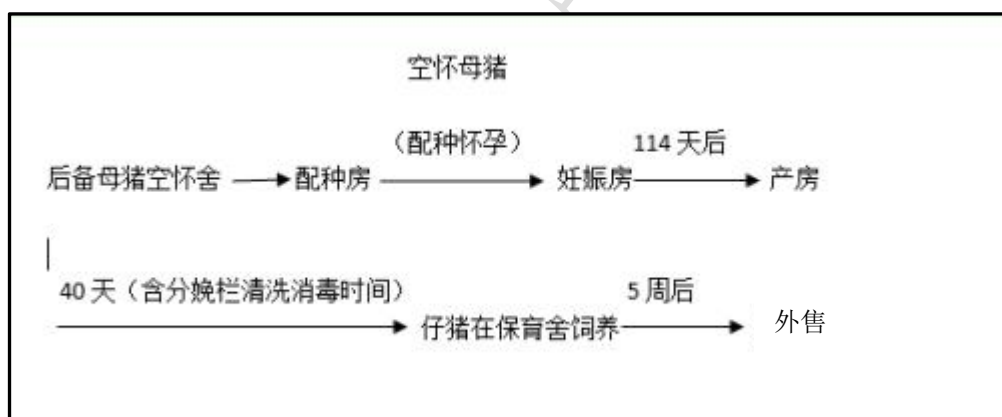 空怀母猪
（配种怀孕） 114 天后
后备母猪空怀舍 配种房 妊娠房 产房
40 天（含分娩栏清洗消毒时间） 5 周后
仔猪在保育舍饲养 外售